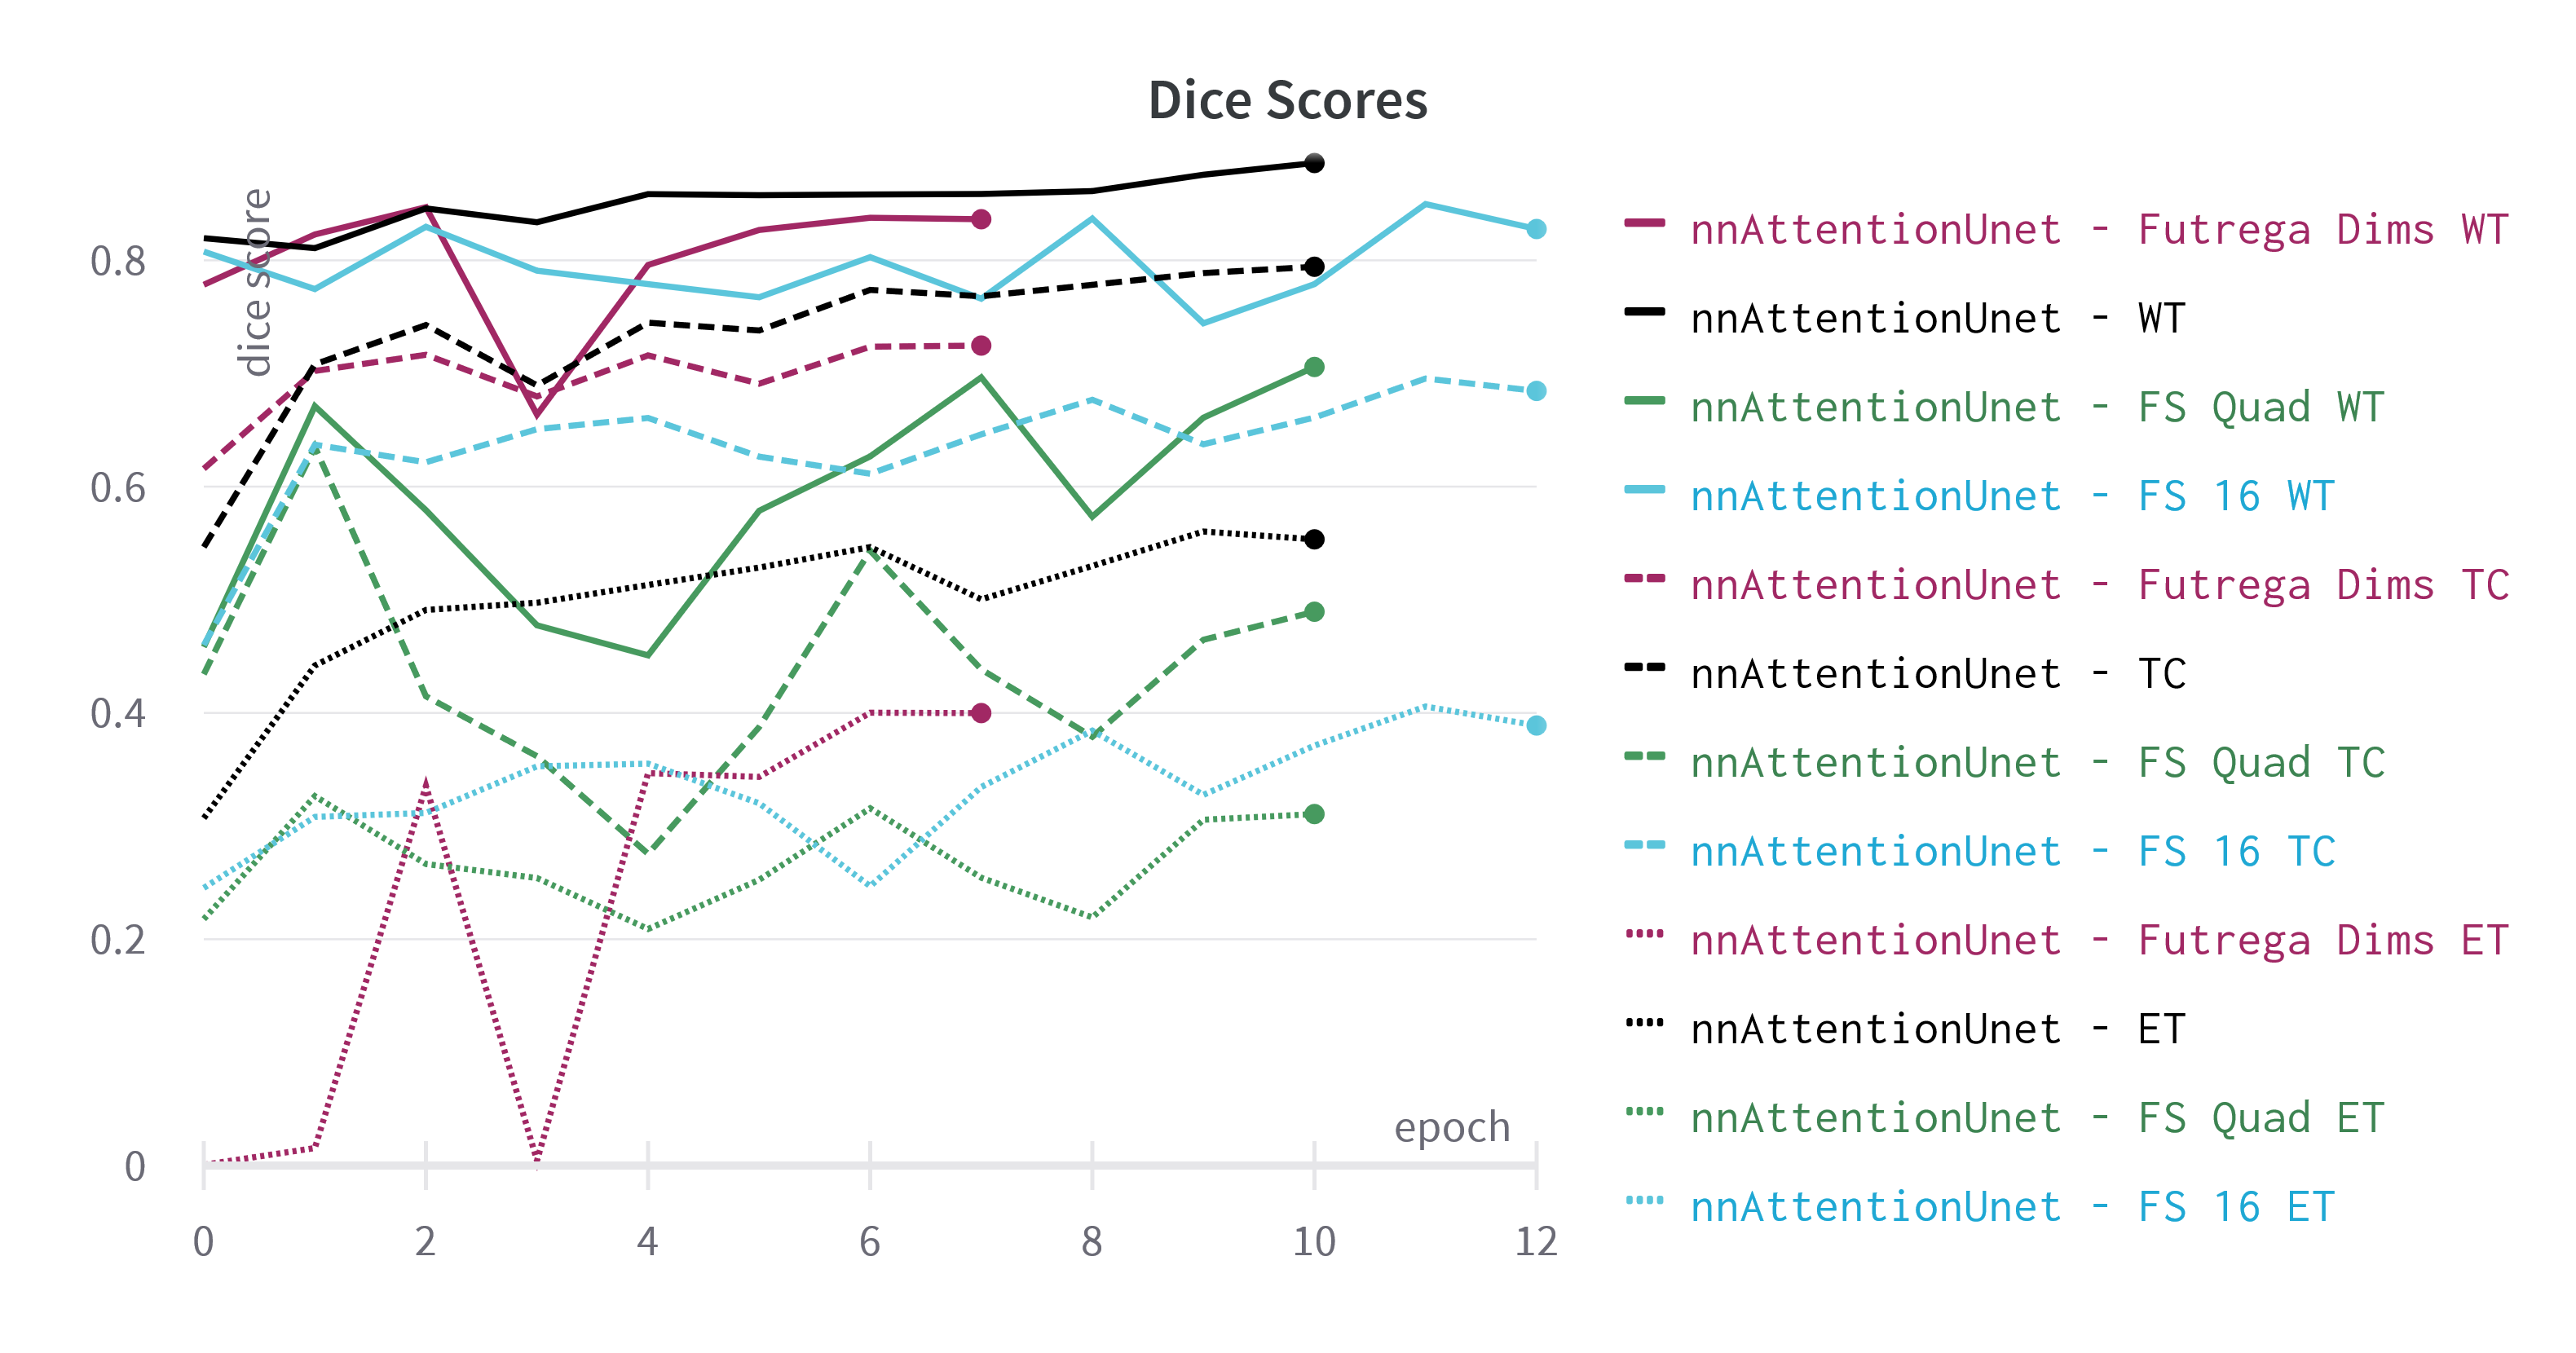 Dice Scores
dice score
0.8
0.6
0.4
0.2
0
epoch
0 2 4 6 8 10 12
nnAttentionUnet - Futrega Dims WT
nnAttentionUnet - WT
nnAttentionUnet - FS Quad WT
nnAttentionUnet - FS 16 WT
nnAttentionUnet - Futrega Dims TC
nnAttentionUnet - TC
nnAttentionUnet - FS Quad TC
nnAttentionUnet - FS 16 TC
nnAttentionUnet - Futrega Dims ET
nnAttentionUnet - ET
nnAttentionUnet - FS Quad ET
nnAttentionUnet - FS 16 ET